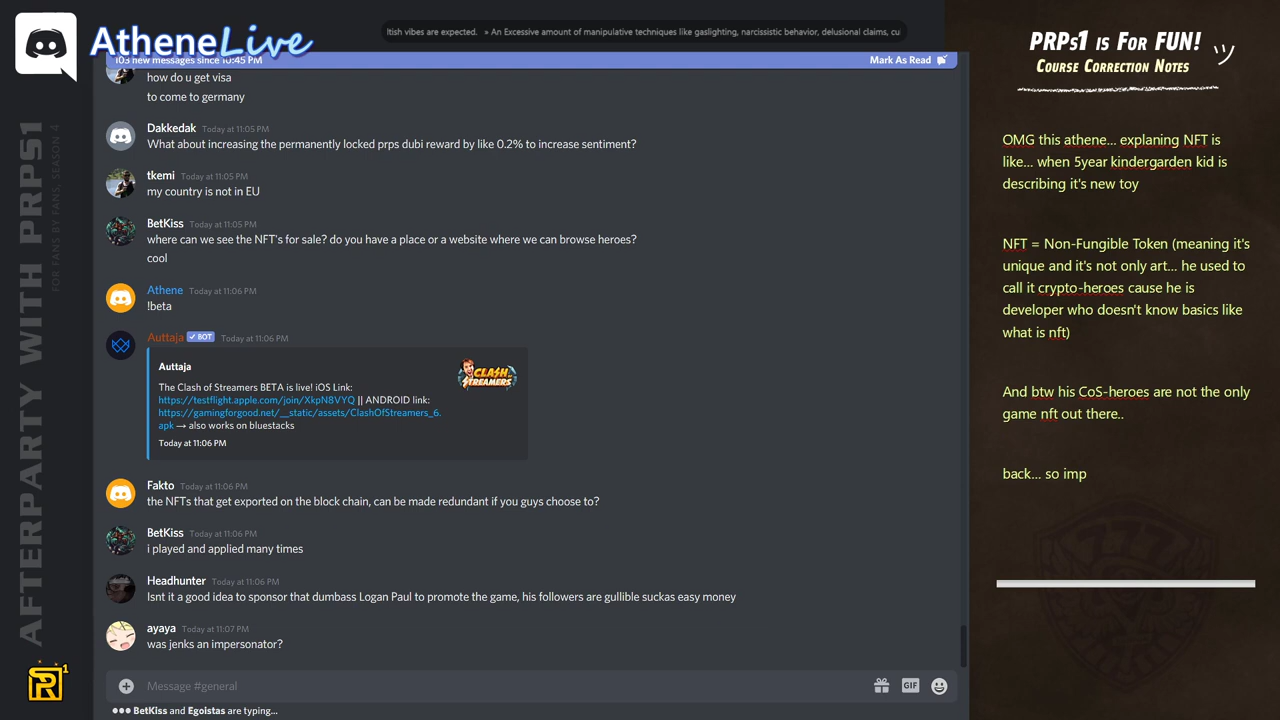 AtheneLive
ltish vibes are expected. » An Excessive amount of manipulative techniques like gaslighting, narcissistic behavior, delusional claims, cu
103 new messages since 10:45 PM
Mark As Read
how do u get visa
to come to germany
Dakkedak Today at 11:05 PM
What about increasing the permanently locked prps dubi reward by like 0.2% to increase sentiment?
tkemi Today at 11:05 PM
my country is not in EU
BetKiss Today at 11:05 PM
where can we see the NFT's for sale? do you have a place or a website where we can browse heroes?
cool
Athene Today at 11:06 PM
!beta
Auttaja BOT Today at 11:06 PM
Auttaja
CLASH OF STREAMERS
The Clash of Streamers BETA is live! iOS Link:
https://testflight.apple.com/join/XkpN8VYQ || ANDROID link:
https://gamingforgood.net/__static/assets/ClashOfStreamers_6.
apk → also works on bluestacks
Today at 11:06 PM
Fakto Today at 11:06 PM
the NFTs that get exported on the block chain, can be made redundant if you guys choose to?
BetKiss Today at 11:06 PM
i played and applied many times
Headhunter Today at 11:06 PM
Isnt it a good idea to sponsor that dumbass Logan Paul to promote the game, his followers are gullible suckas easy money
ayaya Today at 11:07 PM
was jenks an impersonator?
Message #general
GIF
BetKiss and Egoistas are typing...
AFTERPARTY WITH PRPS1
FOR FANS BY FANS, SEASON 4
R1
PRPs1 is For FUN! ツ
Course Correction Notes
OMG this athene... explaning NFT is
like... when 5year kindergarden kid is
describing it's new toy
NFT = Non-Fungible Token (meaning it's
unique and it's not only art... he used to
call it crypto-heroes cause he is
developer who doesn't know basics like
what is nft)
And btw his CoS-heroes are not the only
game nft out there..
back... so imp
777